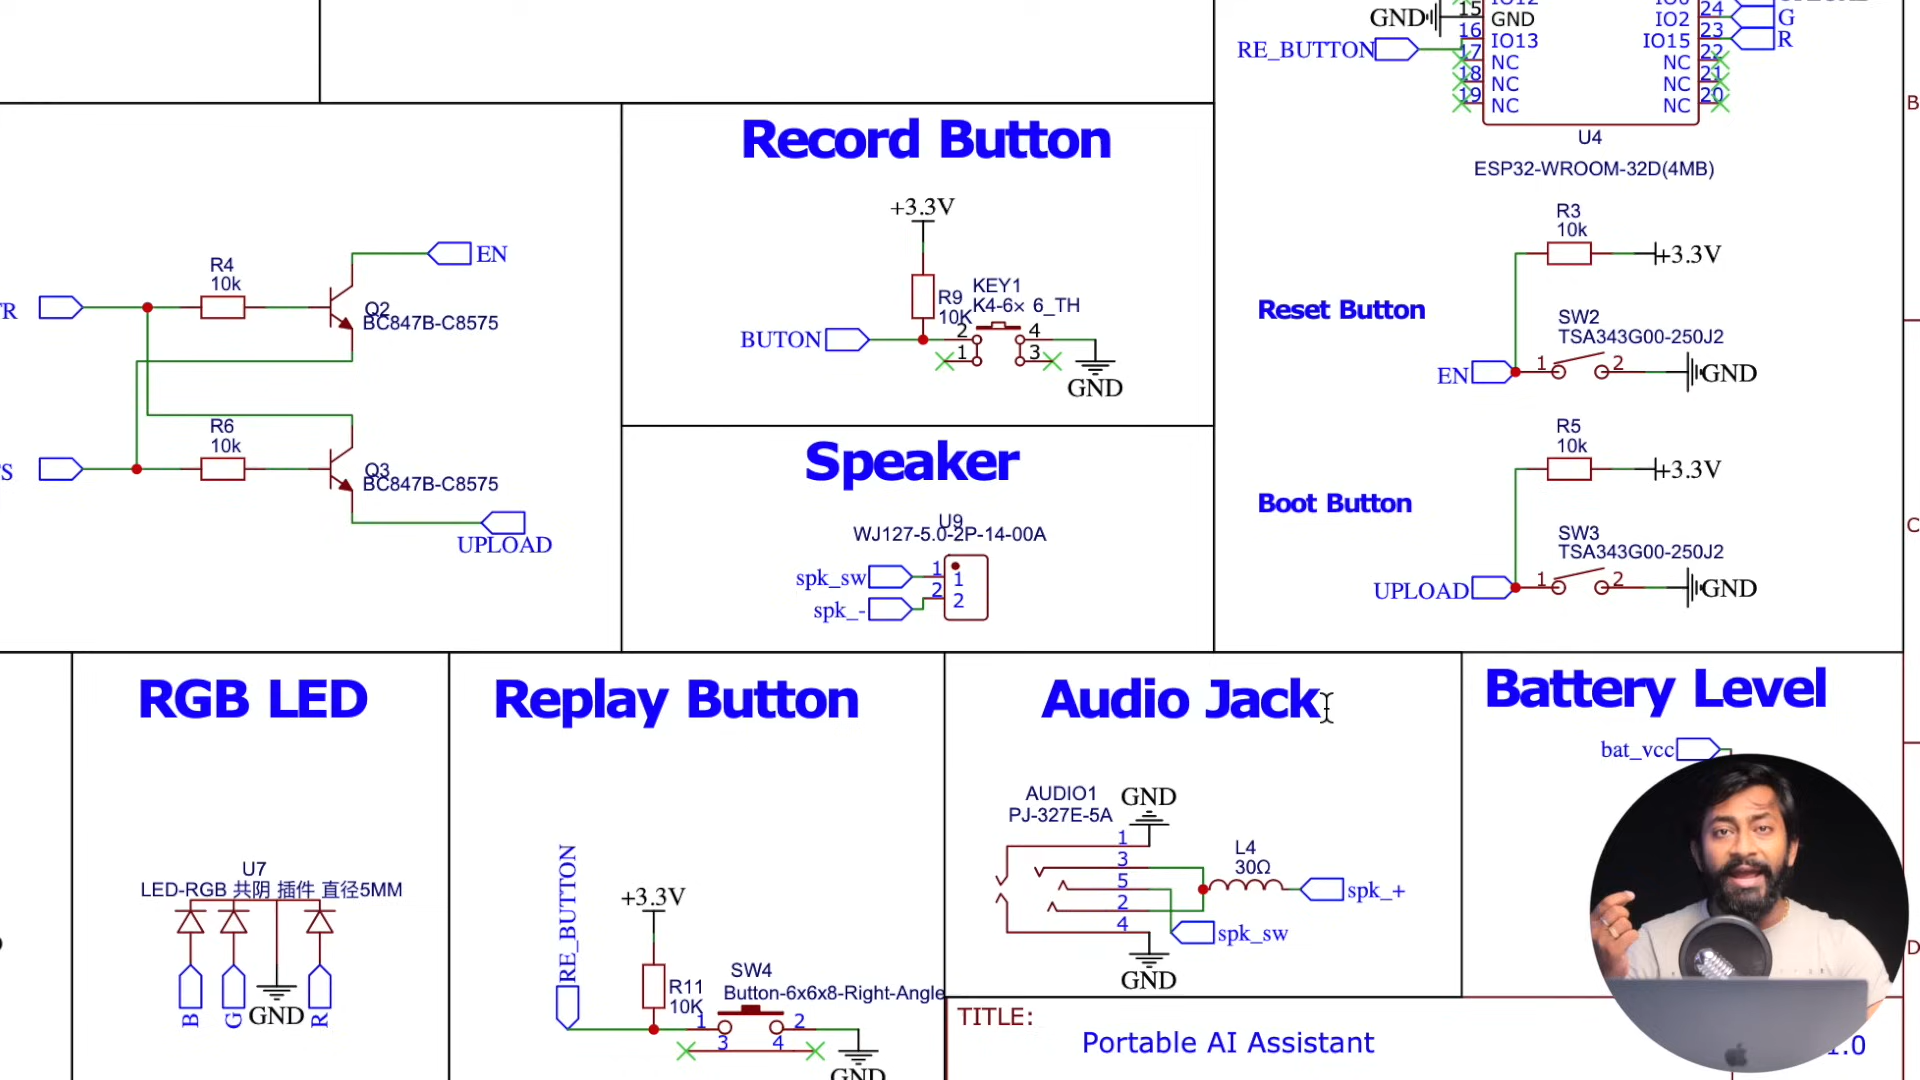 GND
15
GND
IO2
24
G
16
IO13
IO15
23
R
RE_BUTTON
17
NC
NC
22
18
NC
NC
21
19
NC
NC
20
B
U4
ESP32-WROOM-32D(4MB)
Record Button
+3.3V
R9
10K
KEY1
K4-6× 6_TH
BUTON
2
4
1
3
GND
R4
10k
Q2
BC847B-C8575
EN
TR
R6
10k
Q3
BC847B-C8575
S
UPLOAD
R3
10k
+3.3V
Reset Button
SW2
TSA343G00-250J2
EN
1
2
GND
R5
10k
+3.3V
Boot Button
SW3
TSA343G00-250J2
UPLOAD
1
2
GND
C
Speaker
U9
WJ127-5.0-2P-14-00A
spk_sw
1
1
spk_-
2
2
RGB LED
U7
LED-RGB 共阴 插件 直径5MM
B
G
GND
R
Replay Button
RE_BUTTON
+3.3V
R11
10K
SW4
Button-6x6x8-Right-Angle
1
2
3
4
GND
Audio Jack
AUDIO1
PJ-327E-5A
GND
1
3
5
2
4
L4
30Ω
spk_+
spk_sw
GND
Battery Level
bat_vcc
D
TITLE:
Portable AI Assistant
1.0